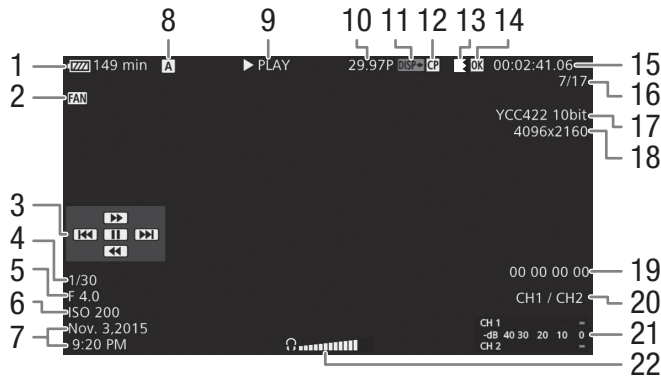 8 9 10 11 12 13 14
1 149 min A PLAY 29.97P DISP CP OK 00:02:41.06 15
7/17 16
2 FAN
YCC422 10bit 17
4096x2160 18
3
4 1/30
00 00 00 00 19
5 F 4.0
CH1 / CH2 20
6 ISO 200
7 Nov. 3,2015
9:20 PM
CH 1
-dB 40 30 20 10 0 21
CH 2
22